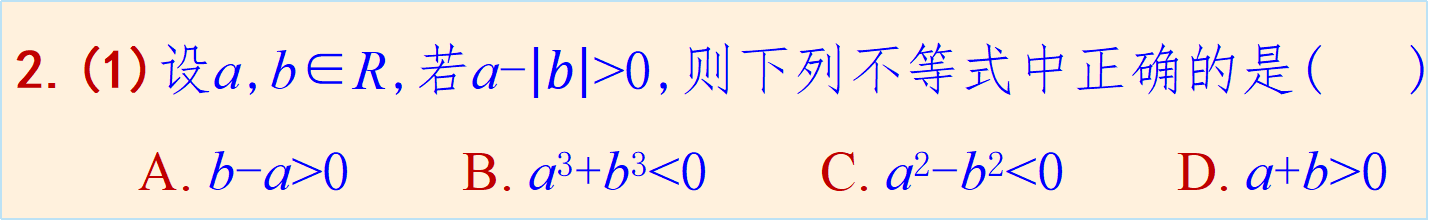 2. (1) 设a,b∈R,若a-|b|>0,则下列不等式中正确的是( )
A. b-a>0 B. a³+b³<0 C. a²-b²<0 D. a+b>0